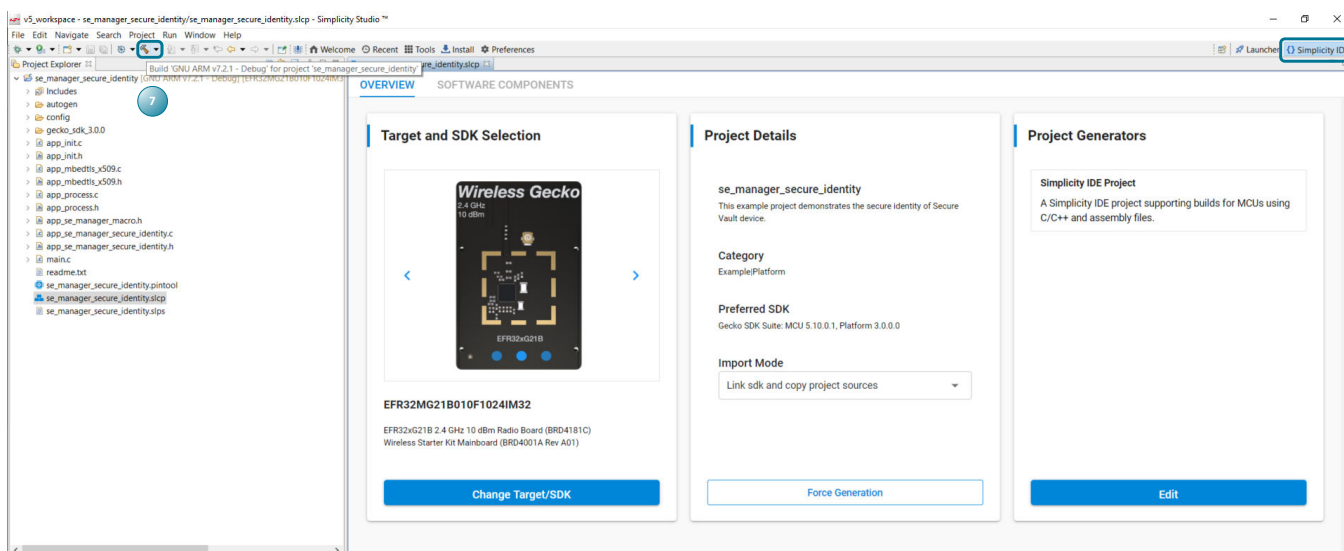 v5_workspace - se_manager_secure_identity/se_manager_secure_identity.slcp - Simplicity Studio ™
File Edit Navigate Search Project Run Window Help
Welcome Recent Tools Install Preferences
Launcher {} Simplicity ID
Project Explorer
Build 'GNU ARM v7.2.1 - Debug' for project 'se_manager_secure_identity'
re_identity.slcp
se_manager_secure_identity [GNU ARM v7.2.1 - Debug] [EFR32MG21B010F1024IM3
Includes
autogen
config
gecko_sdk_3.0.0
app_init.c
app_init.h
app_mbedtls_x509.c
app_mbedtls_x509.h
app_process.c
app_process.h
app_se_manager_macro.h
app_se_manager_secure_identity.c
app_se_manager_secure_identity.h
main.c
readme.txt
se_manager_secure_identity.pintool
se_manager_secure_identity.slcp
se_manager_secure_identity.slps
7
OVERVIEW SOFTWARE COMPONENTS
Target and SDK Selection
Wireless Gecko
2.4 GHz
10 dBm
EFR32xG21B
EFR32MG21B010F1024IM32
EFR32xG21B 2.4 GHz 10 dBm Radio Board (BRD4181C)
Wireless Starter Kit Mainboard (BRD4001A Rev A01)
Change Target/SDK
Project Details
se_manager_secure_identity
This example project demonstrates the secure identity of Secure
Vault device.
Category
Example|Platform
Preferred SDK
Gecko SDK Suite: MCU 5.10.0.1, Platform 3.0.0.0
Import Mode
Link sdk and copy project sources
Force Generation
Project Generators
Simplicity IDE Project
A Simplicity IDE project supporting builds for MCUs using
C/C++ and assembly files.
Edit